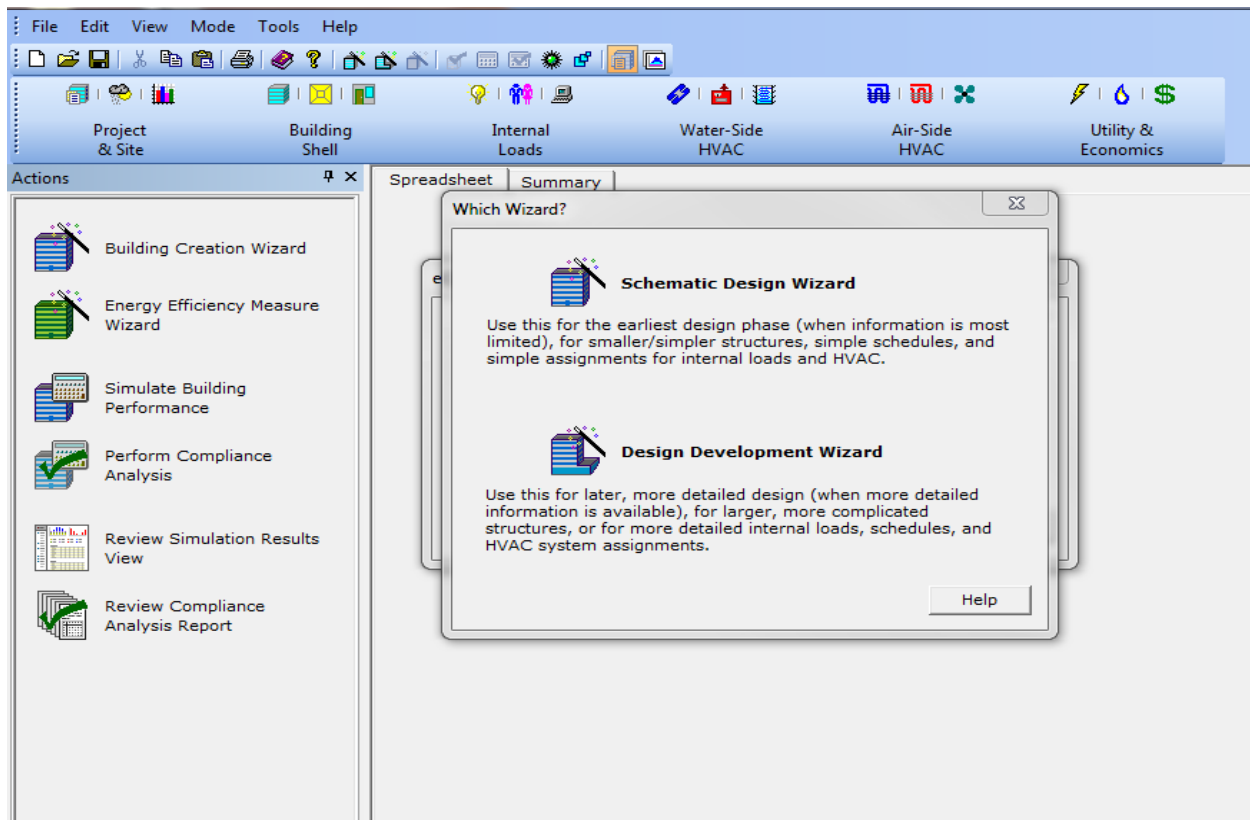 File Edit View Mode Tools Help
Project & Site
Building Shell
Internal Loads
Water-Side HVAC
Air-Side HVAC
Utility & Economics
Actions
Building Creation Wizard
Energy Efficiency Measure
Wizard
Simulate Building
Performance
Perform Compliance
Analysis
Review Simulation Results
View
Review Compliance
Analysis Report
Spreadsheet Summary
Which Wizard?
e
Schematic Design Wizard
Use this for the earliest design phase (when information is most
limited), for smaller/simpler structures, simple schedules, and
simple assignments for internal loads and HVAC.
Design Development Wizard
Use this for later, more detailed design (when more detailed
information is available), for larger, more complicated
structures, or for more detailed internal loads, schedules, and
HVAC system assignments.
Help